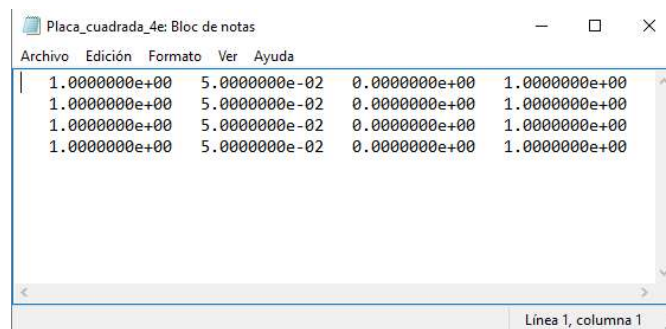 Placa_cuadrada_4e: Bloc de notas
Archivo Edición Formato Ver Ayuda
1.0000000e+00 5.0000000e-02 0.0000000e+00 1.0000000e+00
1.0000000e+00 5.0000000e-02 0.0000000e+00 1.0000000e+00
1.0000000e+00 5.0000000e-02 0.0000000e+00 1.0000000e+00
1.0000000e+00 5.0000000e-02 0.0000000e+00 1.0000000e+00
Línea 1, columna 1